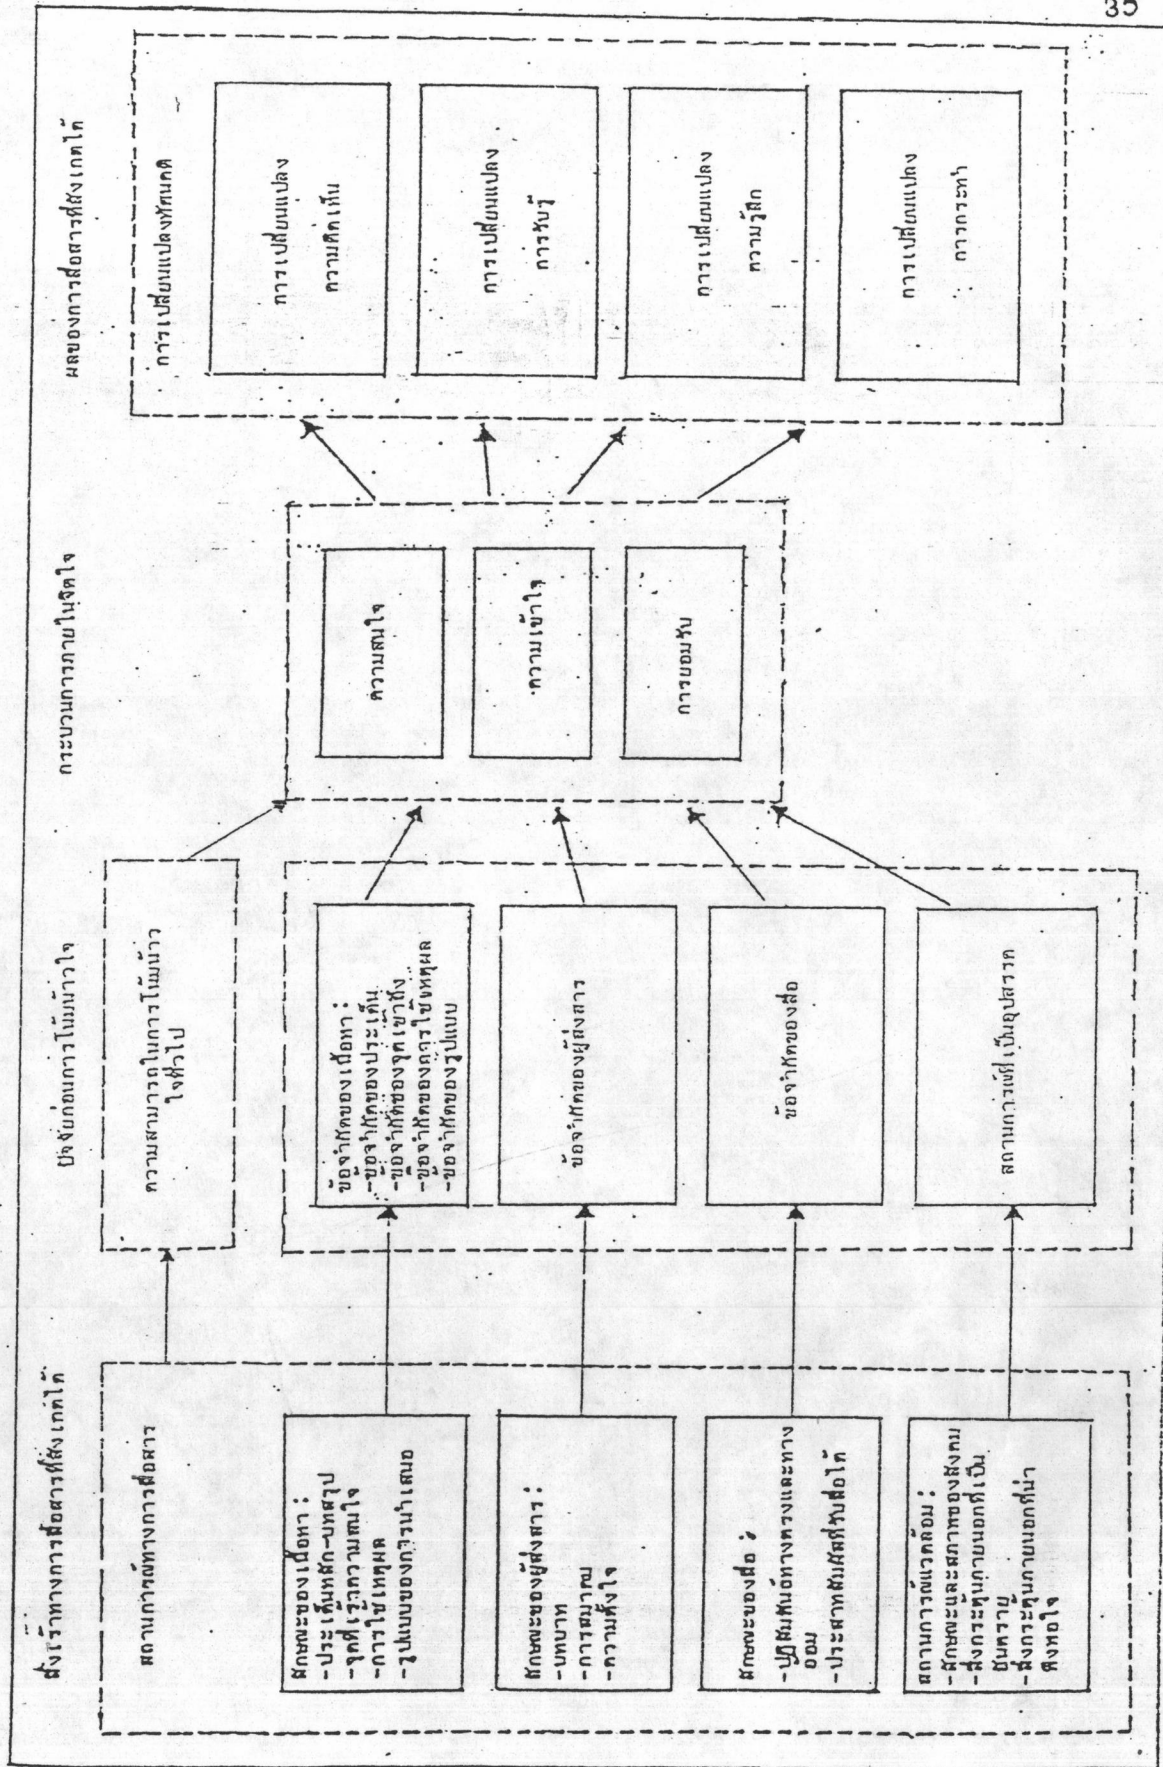 35
สิ่งเร้าทางการสื่อสารที่สังเกตได้
สถานการณ์ทางการสื่อสาร
ลักษณะของเนื้อหา :
-ประเด็นหลัก-บทสรุป
-จุดที่เร้าความสนใจ
-การใช้เหตุผล
-รูปแบบของการนำเสนอ
ลักษณะของผู้ส่งสาร :
-บทบาท
-การสมาคม
-ความตั้งใจ
ลักษณะของสื่อ :
-ปฏิสัมพันธ์ทางตรงและทาง
อ้อม
-ประสาทสัมผัสที่รับสื่อได้
สภาพแวดล้อม :
-ลักษณะเฉพาะของสังคม
-สิ่งกระตุ้นภายนอกที่เป็น
-สิ่งกระตุ้นภายนอกที่น่า
พึงพอใจ
ปัจจัยก่อนการโน้มน้าวใจ
ความสามารถในการโน้มน้าว
ใจทั่วไป
ข้อจำกัดของเนื้อหา :
-ข้อจำกัดของประเด็น
-ข้อจำกัดของจุดเข้าถึง
-ข้อจำกัดของการใช้เหตุผล
-ข้อจำกัดของรูปแบบ
ข้อจำกัดของผู้ส่งสาร
ข้อจำกัดของสื่อ
สถานการณ์ที่เป็นอุปสรรค
กระบวนการภายในจิตใจ
ความสนใจ
ความเข้าใจ
การยอมรับ
ผลของการสื่อสารที่สังเกตได้
การเปลี่ยนแปลงทัศนคติ
การเปลี่ยนแปลง
ความคิดเห็น
การเปลี่ยนแปลง
การรับรู้
การเปลี่ยนแปลง
ความรู้สึก
การเปลี่ยนแปลง
การกระทำ